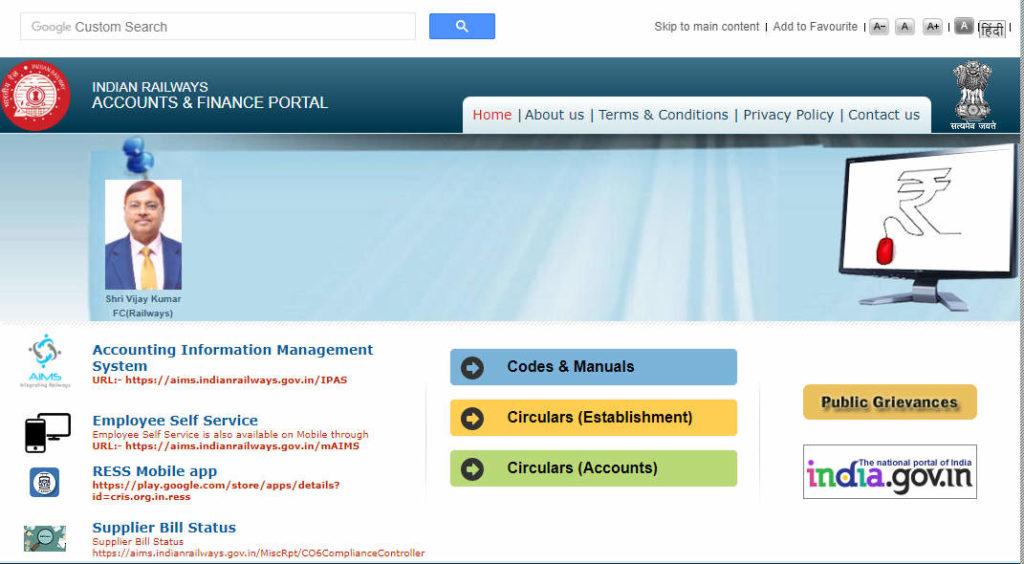 Google Custom Search
Skip to main content | Add to Favourite | A- A A+ | A |हिंदी |
INDIAN RAILWAYS
ACCOUNTS & FINANCE PORTAL
Home | About us | Terms & Conditions | Privacy Policy | Contact us
सत्यमेव जयते
Shri Vijay Kumar
FC(Railways)
AIMS
Integrating Railways
Accounting Information Management
System
URL:- https://aims.indianrailways.gov.in/IPAS
Employee Self Service
Employee Self Service is also available on Mobile through
URL:- https://aims.indianrailways.gov.in/mAIMS
RESS Mobile app
https://play.google.com/store/apps/details?
id=cris.org.in.ress
Supplier Bill Status
Supplier Bill Status
https://aims.indianrailways.gov.in/MiscRpt/CO6ComplianceController
Codes & Manuals
Circulars (Establishment)
Circulars (Accounts)
Public Grievances
The national portal of India
india.gov.in